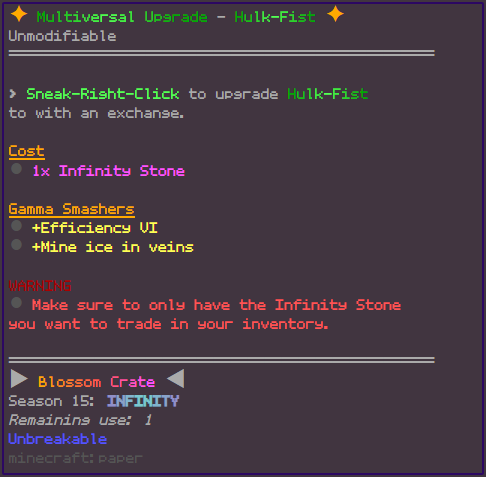 ✦ Multiversal Upgrade - Hulk-Fist ✦
Unmodifiable
> Sneak-Right-Click to upgrade Hulk-Fist
to with an exchange.
Cost
● 1x Infinity Stone
Gamma Smashers
● +Efficiency VI
● +Mine ice in veins
WARNING
● Make sure to only have the Infinity Stone
you want to trade in your inventory.
▶ Blossom Crate ◀
Season 15: INFINITY
Remaining use: 1
Unbreakable
minecraft:paper